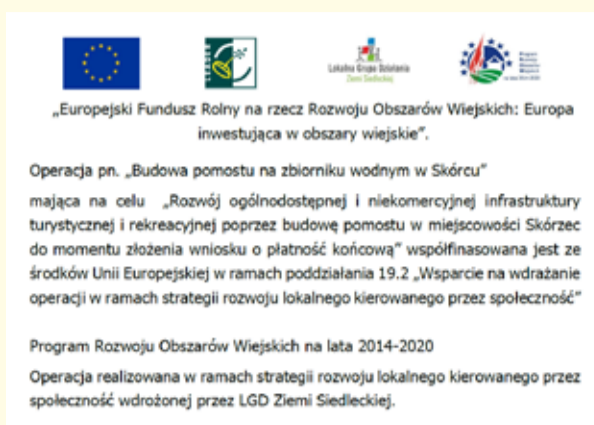 LEADER
Lokalna Grupa Działania
Ziemi Siedleckiej
„Europejski Fundusz Rolny na rzecz Rozwoju Obszarów Wiejskich: Europa
inwestująca w obszary wiejskie”.
Operacja pn. „Budowa pomostu na zbiorniku wodnym w Skórcu”
mająca na celu „Rozwój ogólnodostępnej i niekomercyjnej infrastruktury
turystycznej i rekreacyjnej poprzez budowę pomostu w miejscowości Skórzec
do momentu złożenia wniosku o płatność końcową” współfinasowana jest ze
środków Unii Europejskiej w ramach poddziałania 19.2 „Wsparcie na wdrażanie
operacji w ramach strategii rozwoju lokalnego kierowanego przez społeczność”
Program Rozwoju Obszarów Wiejskich na lata 2014-2020
Operacja realizowana w ramach strategii rozwoju lokalnego kierowanego przez
społeczność wdrożonej przez LGD Ziemi Siedleckiej.